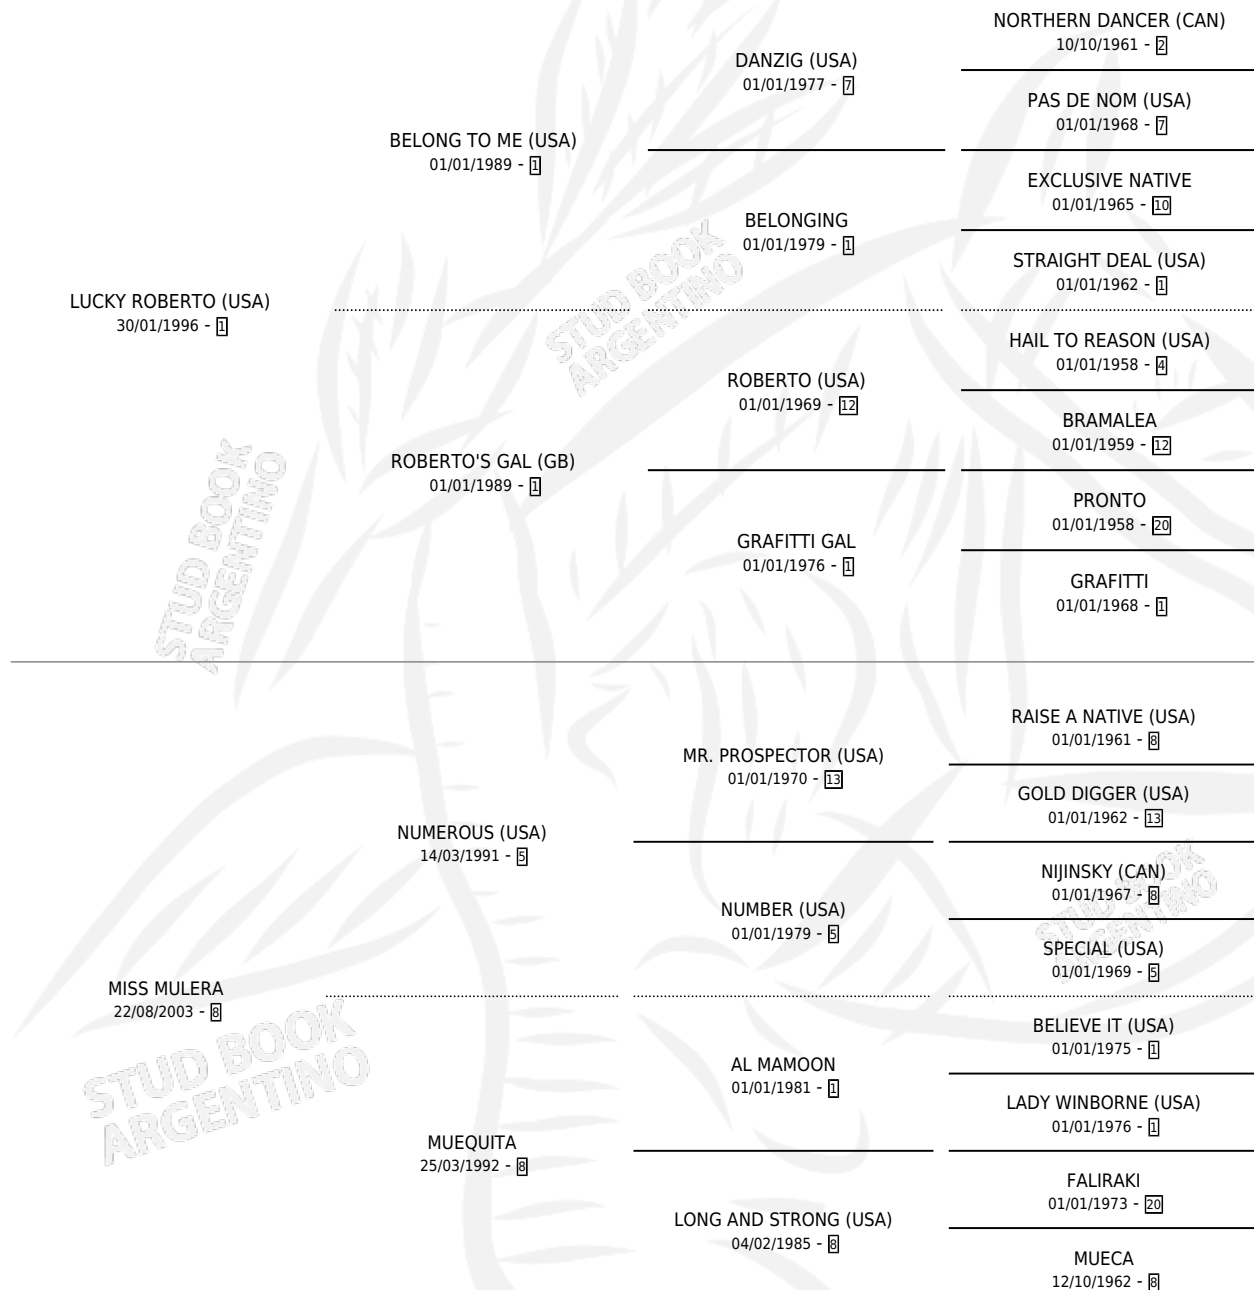 NORTHERN DANCER (CAN)
10/10/1961 - 2
DANZIG (USA)
01/01/1977 - 7
PAS DE NOM (USA)
01/01/1968 - 7
BELONG TO ME (USA)
01/01/1989 - 1
EXCLUSIVE NATIVE
01/01/1965 - 10
BELONGING
01/01/1979 - 1
STRAIGHT DEAL (USA)
01/01/1962 - 1
LUCKY ROBERTO (USA)
30/01/1996 - 1
STUD BOOK
ARGENTINO
HAIL TO REASON (USA)
01/01/1958 - 4
ROBERTO (USA)
01/01/1969 - 12
BRAMALEA
01/01/1959 - 12
ROBERTO'S GAL (GB)
01/01/1989 - 1
PRONTO
01/01/1958 - 20
GRAFITTI GAL
01/01/1976 - 1
GRAFITTI
01/01/1968 - 1
STUD BOOK
ARGENTINO
RAISE A NATIVE (USA)
01/01/1961 - 8
MR. PROSPECTOR (USA)
01/01/1970 - 13
GOLD DIGGER (USA)
01/01/1962 - 13
NUMEROUS (USA)
14/03/1991 - 5
NIJINSKY (CAN)
01/01/1967 - 8
STUD BOOK
ARGENTINO
NUMBER (USA)
01/01/1979 - 5
SPECIAL (USA)
01/01/1969 - 5
MISS MULERA
22/08/2003 - 8
STUD BOOK
ARGENTINO
BELIEVE IT (USA)
01/01/1975 - 1
AL MAMOON
01/01/1981 - 1
LADY WINBORNE (USA)
01/01/1976 - 1
MUEQUITA
25/03/1992 - 8
FALIRAKI
01/01/1973 - 20
LONG AND STRONG (USA)
04/02/1985 - 8
MUECA
12/10/1962 - 8